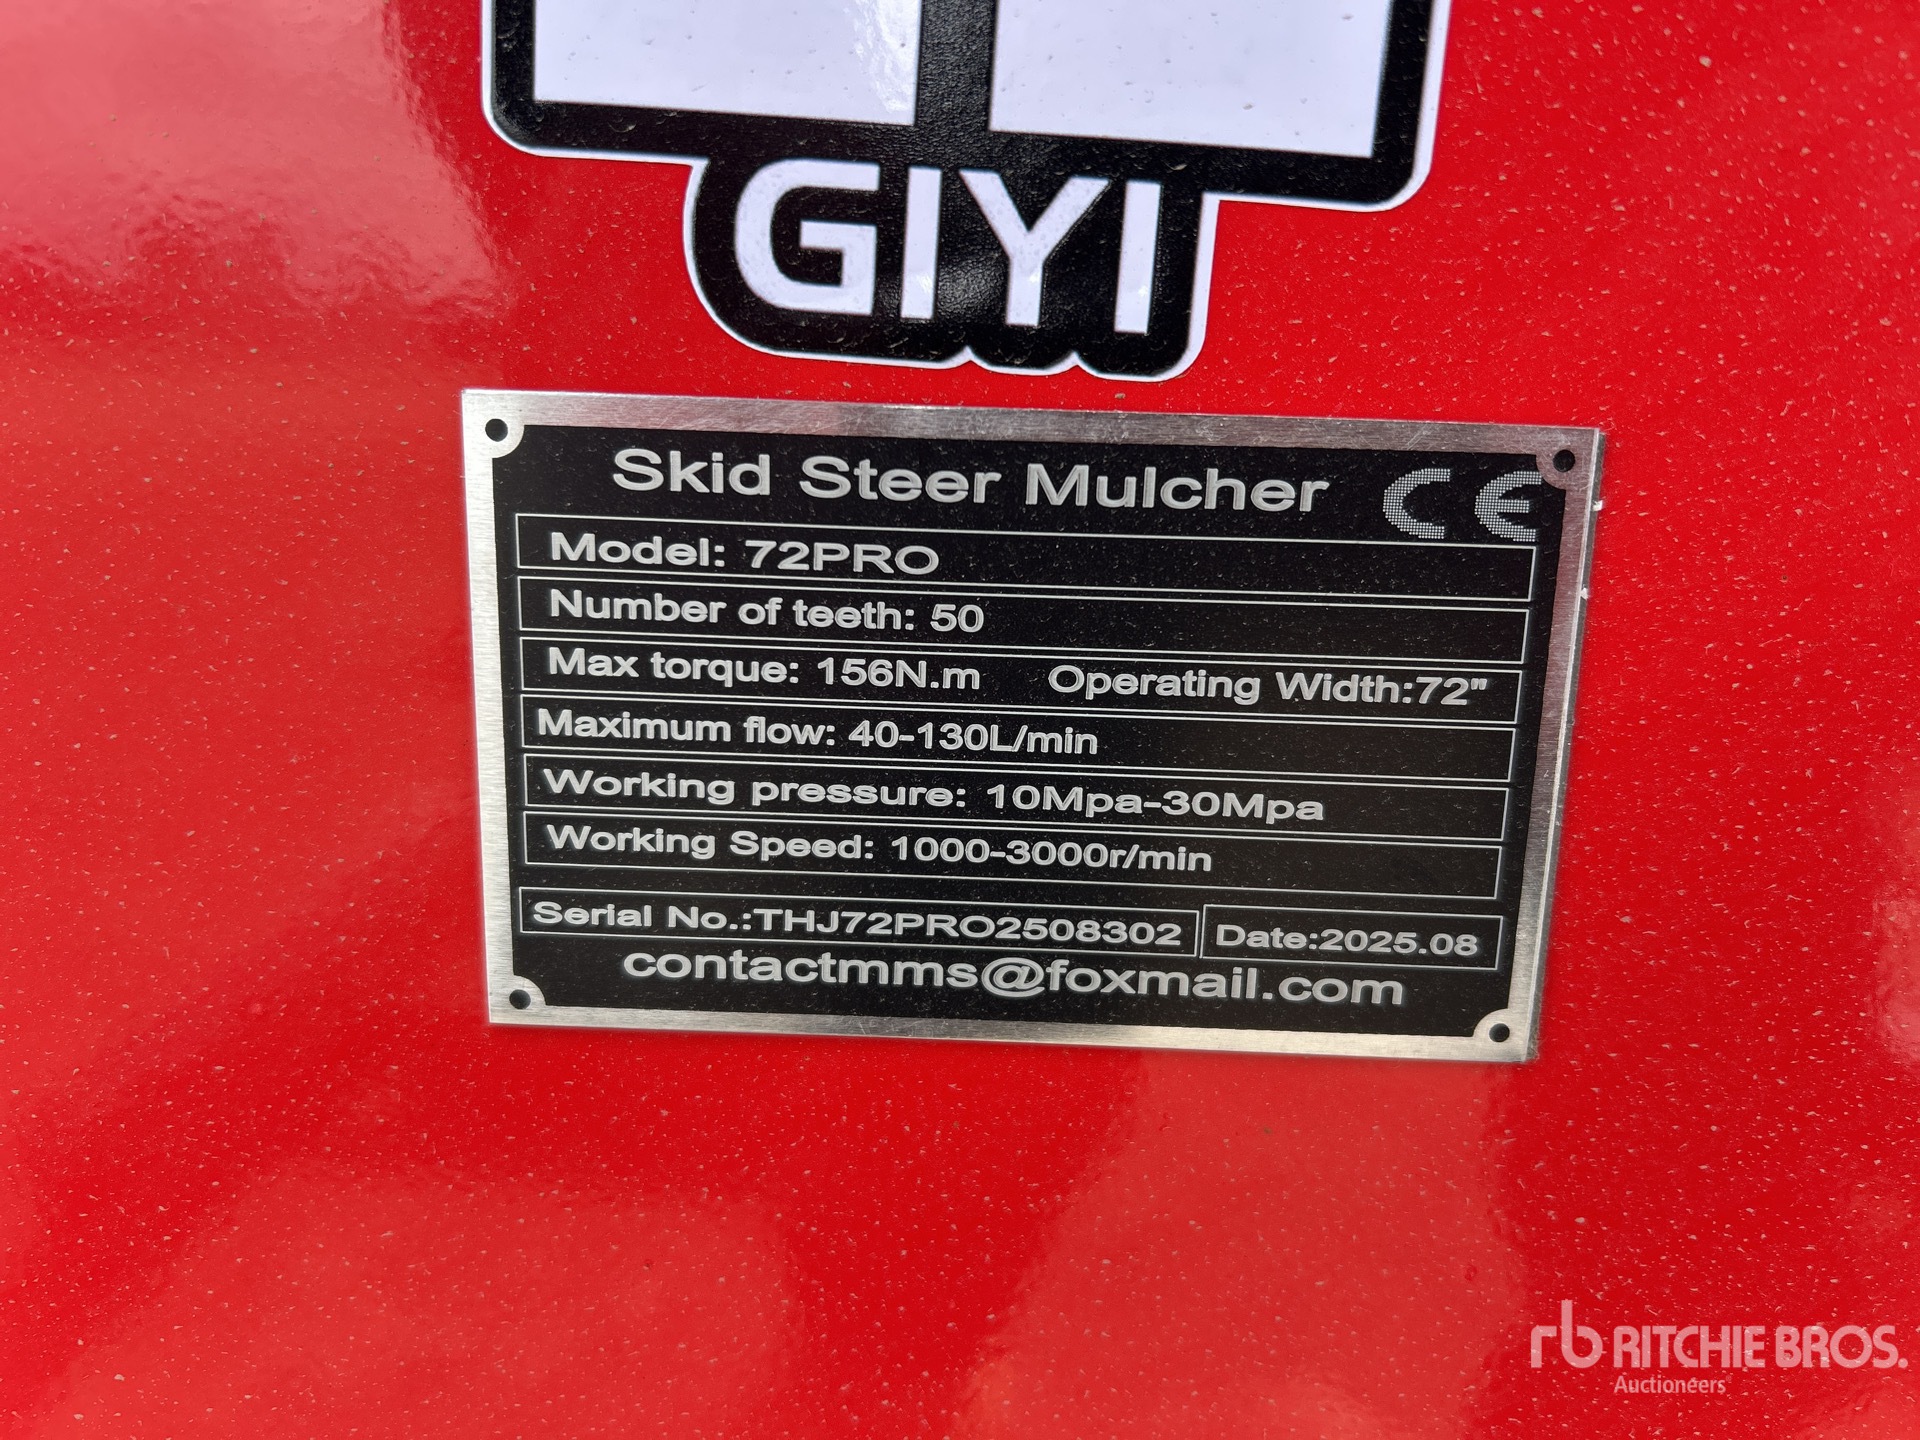 GIYI
Skid Steer Mulcher CE
Model: 72PRO
Number of teeth: 50
Max torque: 156N.m Operating Width:72"
Maximum flow: 40-130L/min
Working pressure: 10Mpa-30Mpa
Working Speed: 1000-3000r/min
Serial No.:THJ72PRO2508302 Date:2025.08
contactmms@foxmail.com
rb RITCHIE BROS.
Auctioneers